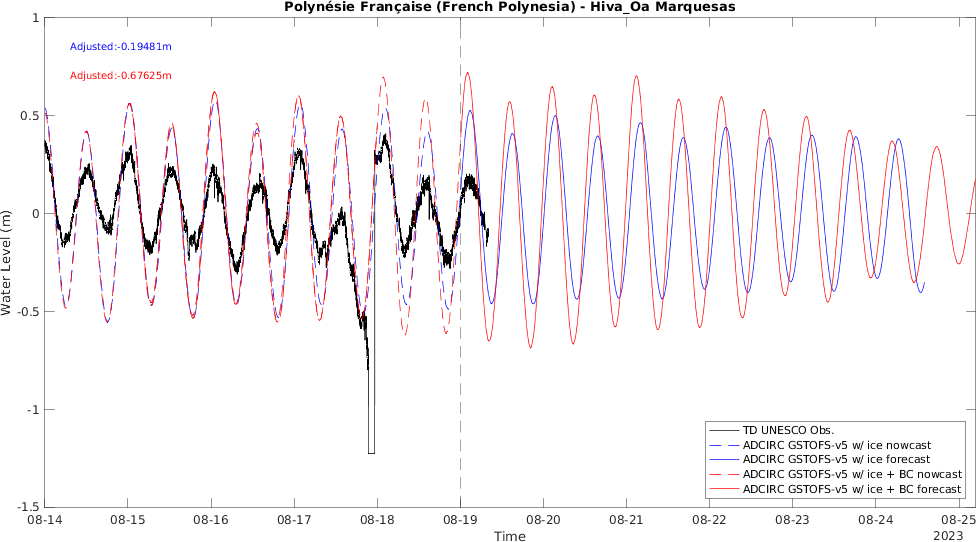 Polynésie Française (French Polynesia) - Hiva_Oa Marquesas
1
Adjusted:-0.19481m
Adjusted:-0.67625m
0.5
0
-0.5
-1
-1.5
Water Level (m)
TD UNESCO Obs.
ADCIRC GSTOFS-v5 w/ ice nowcast
ADCIRC GSTOFS-v5 w/ ice forecast
ADCIRC GSTOFS-v5 w/ ice + BC nowcast
ADCIRC GSTOFS-v5 w/ ice + BC forecast
08-14 08-15 08-16 08-17 08-18 08-19 08-20 08-21 08-22 08-23 08-24 08-25
Time
2023